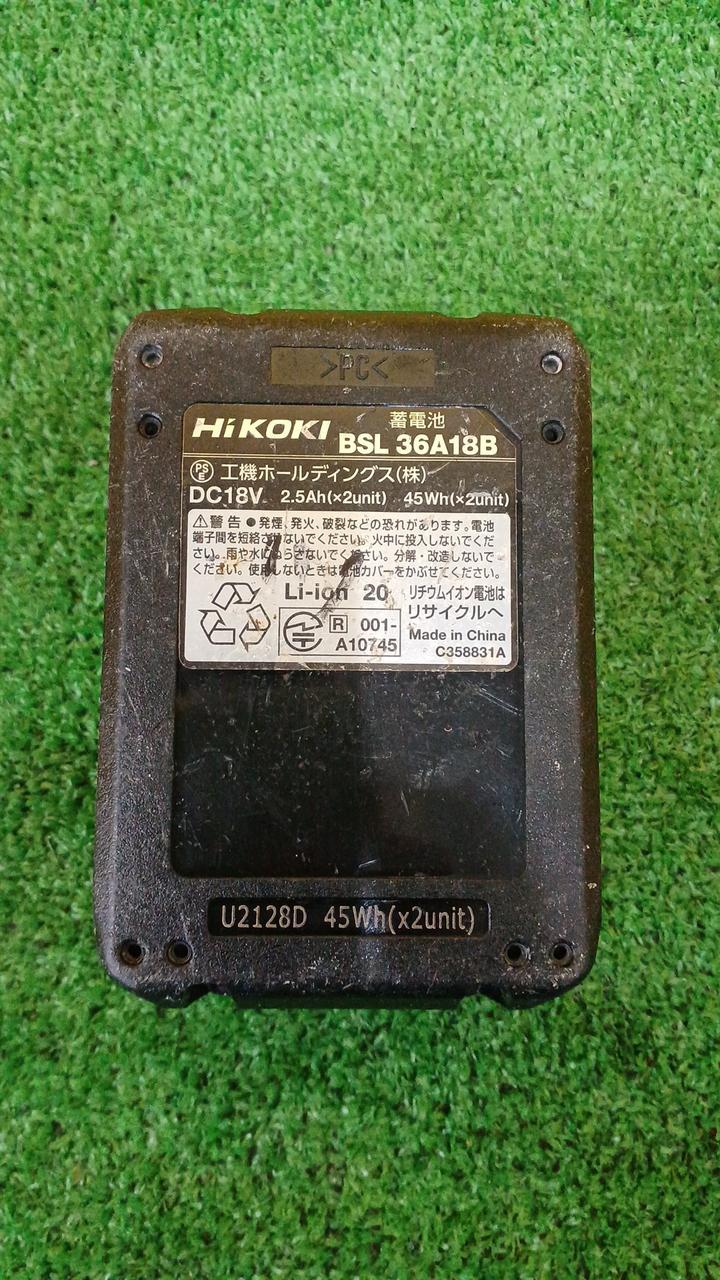 >PC<
HiKOKI 蓄電池
BSL 36A18B
PS E 工機ホールディングス(株)
DC18V 2.5Ah(×2unit) 45Wh(×2unit)
⚠警告 ●発煙、発火、破裂などの恐れがあります。電池
端子間を短絡させないでください。火中に投入しないでくだ
さい。雨や水にぬらさないでください。分解・改造しないで
ください。使用しないときは電池カバーをかぶせてください。
Li-ion 20 リチウムイオン電池は
リサイクルへ
R 001-
A10745
Made in China
C358831A
U2128D 45Wh(x2unit)